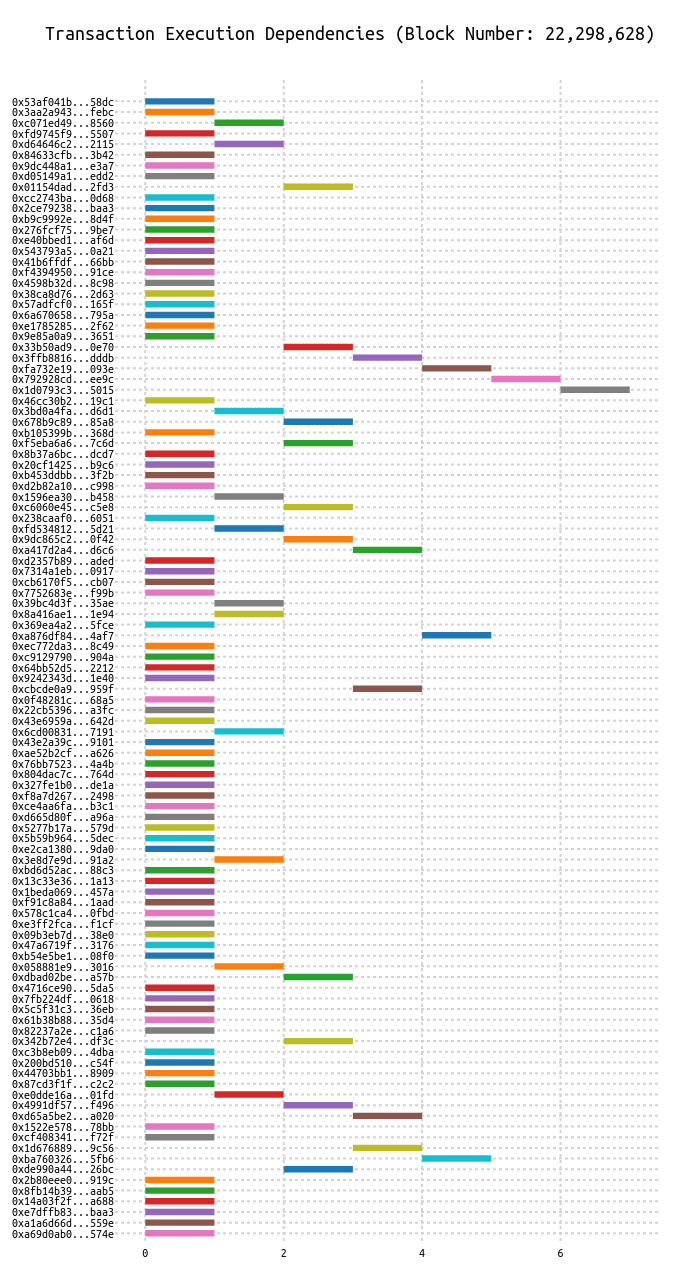 Transaction Execution Dependencies (Block Number: 22,298,628)
0x53af041b...58dc
0x3aa2a943...febc
0xc071ed49...8560
0xfd9745f9...5507
0xd64646c2...2115
0x84633cfb...3b42
0x9dc448a1...e3a7
0xd05149a1...edd2
0x01154dad...2fd3
0xcc2743ba...0d68
0x2ce79238...baa3
0xb9c9992e...8d4f
0x276fcf75...9be7
0xe40bbed1...af6d
0x543793a5...0a21
0x41b6ffdf...66bb
0xf4394950...91ce
0x4598b32d...8c98
0x38ca8d76...2d63
0x57adfcf0...165f
0x6a670658...795a
0xe1785285...2f62
0x9e85a0a9...3651
0x33b50ad9...0e70
0x3ffb8816...dddb
0xfa732e19...093e
0x792928cd...ee9c
0x1d0793c3...5015
0x46cc30b2...19c1
0x3bd0a4fa...d6d1
0x678b9c89...85a8
0xb105399b...368d
0xf5eba6a6...7c6d
0x8b37a6bc...dcd7
0x20cf1425...b9c6
0xb453ddbb...3f2b
0xd2b82a10...c998
0x1596ea30...b458
0xc6060e45...c5e8
0x238caaf0...6051
0xfd534812...5d21
0x9dc865c2...0f42
0xa417d2a4...d6c6
0xd2357b89...aded
0x7314a1eb...0917
0xcb6170f5...cb07
0x7752683e...f99b
0x39bc4d3f...35ae
0x8a416ae1...1e94
0x369ea4a2...5fce
0xa876df84...4af7
0xec772da3...8c49
0xc9129790...904a
0x64bb52d5...2212
0x9242343d...1e40
0xcbcde0a9...959f
0x0f48281c...68a5
0x22cb5396...a3fc
0x43e6959a...642d
0x6cd00831...7191
0x43e2a39c...9101
0xae52b2cf...a626
0x76bb7523...4a4b
0x804dac7c...764d
0x327fe1b0...de1a
0xf8a7d267...2498
0xce4aa6fa...b3c1
0xd665d80f...a96a
0x5277b17a...579d
0x5b59b964...5dec
0xe2ca1380...9da0
0x3e8d7e9d...91a2
0xbd6d52ac...88c3
0x13c33e36...1a13
0x1beda069...457a
0xf91c8a84...1aad
0x578c1ca4...0fbd
0xe3ff2fca...f1cf
0x09b3eb7d...38e0
0x47a6719f...3176
0xb54e5be1...08f0
0x058881e9...3016
0xdbad02be...a57b
0x4716ce90...5da5
0x7fb224df...0618
0x5c5f31c3...36eb
0x61b38b88...35d4
0x82237a2e...c1a6
0x342b72e4...df3c
0xc3b8eb09...4dba
0x200bd510...c54f
0x44703bb1...8909
0x87cd3f1f...c2c2
0xe0dde16a...01fd
0x4991df57...f496
0xd65a5be2...a020
0x1522e578...78bb
0xcf408341...f72f
0x1d676889...9c56
0xba760326...5fb6
0xde990a44...26bc
0x2b80eee0...919c
0x8fb14b39...aab5
0x14a03f2f...a688
0xe7dffb83...baa3
0xa1a6d66d...559e
0xa69d0ab0...574e
0 2 4 6